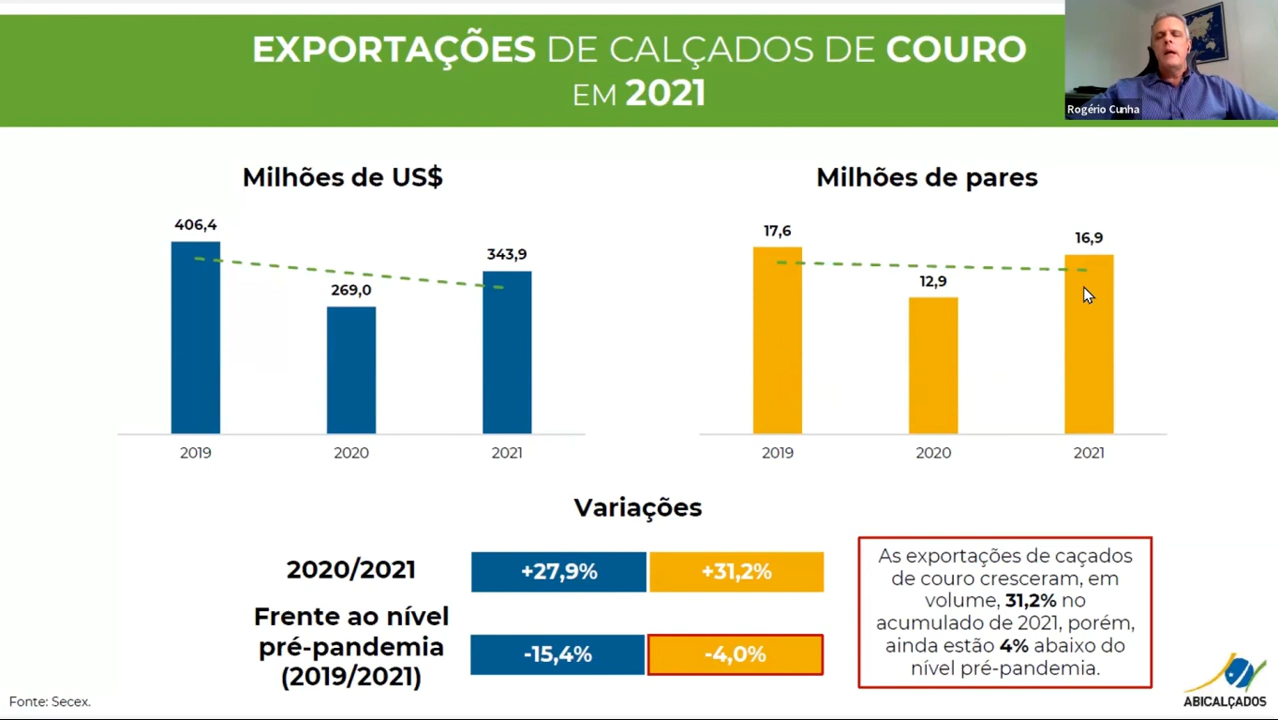 EXPORTAÇÕES DE CALÇADOS DE COURO
EM 2021
Rogério Cunha
Milhões de US$
406,4
269,0
343,9
2019
2020
2021
Milhões de pares
17,6
12,9
16,9
2019
2020
2021
Variações
2020/2021
+27,9%
+31,2%
Frente ao nível
pré-pandemia
(2019/2021)
-15,4%
-4,0%
As exportações de caçados
de couro cresceram, em
volume, 31,2% no
acumulado de 2021, porém,
ainda estão 4% abaixo do
nível pré-pandemia.
Fonte: Secex.
ABICALÇADOS